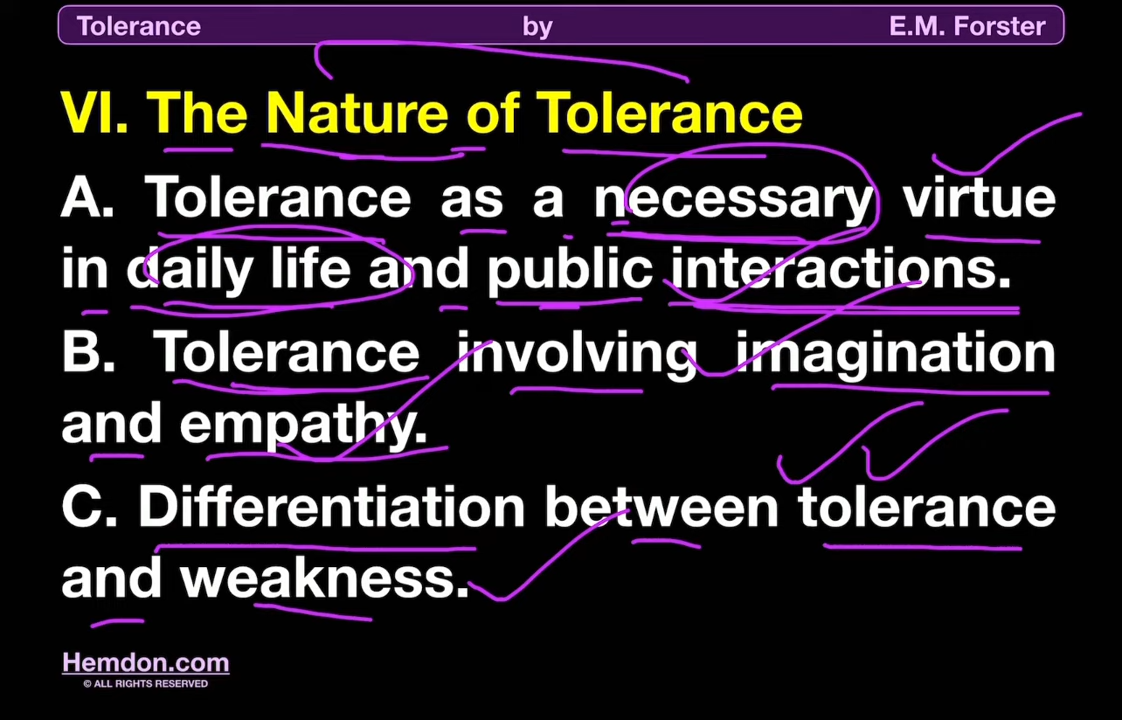 Tolerance by E.M. Forster
VI. The Nature of Tolerance
A. Tolerance as a necessary virtue
in daily life and public interactions.
B. Tolerance involving imagination
and empathy.
C. Differentiation between tolerance
and weakness.
Hemdon.com
© ALL RIGHTS RESERVED